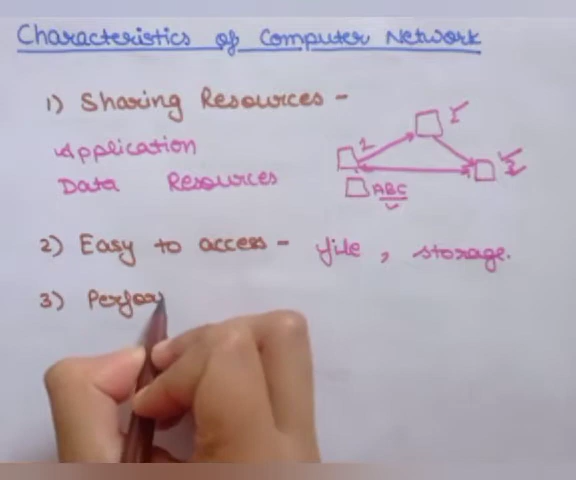 Characteristics of Computer Network
1) Sharing Resources -
Application
Data Resources
1
ABC
2) Easy to access - file, storage.
3) Perfor